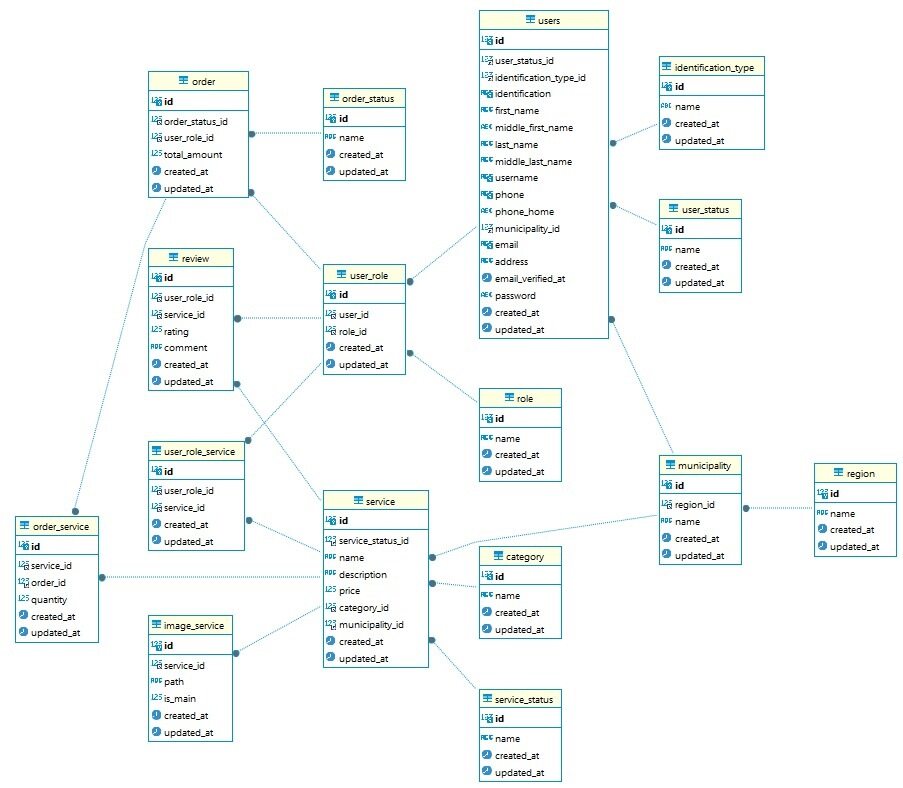 users
id
user_status_id
identification_type_id
identification
first_name
middle_first_name
last_name
middle_last_name
username
phone
phone_home
municipality_id
email
address
email_verified_at
password
created_at
updated_at
identification_type
id
name
created_at
updated_at
order
id
order_status_id
user_role_id
total_amount
created_at
updated_at
order_status
id
name
created_at
updated_at
user_status
id
name
created_at
updated_at
review
id
user_role_id
service_id
rating
comment
created_at
updated_at
user_role
id
user_id
role_id
created_at
updated_at
role
id
name
created_at
updated_at
user_role_service
id
user_role_id
service_id
created_at
updated_at
municipality
id
region_id
name
created_at
updated_at
region
id
name
created_at
updated_at
service
id
service_status_id
name
description
price
category_id
municipality_id
created_at
updated_at
order_service
id
service_id
order_id
quantity
created_at
updated_at
category
id
name
created_at
updated_at
image_service
id
service_id
path
is_main
created_at
updated_at
service_status
id
name
created_at
updated_at